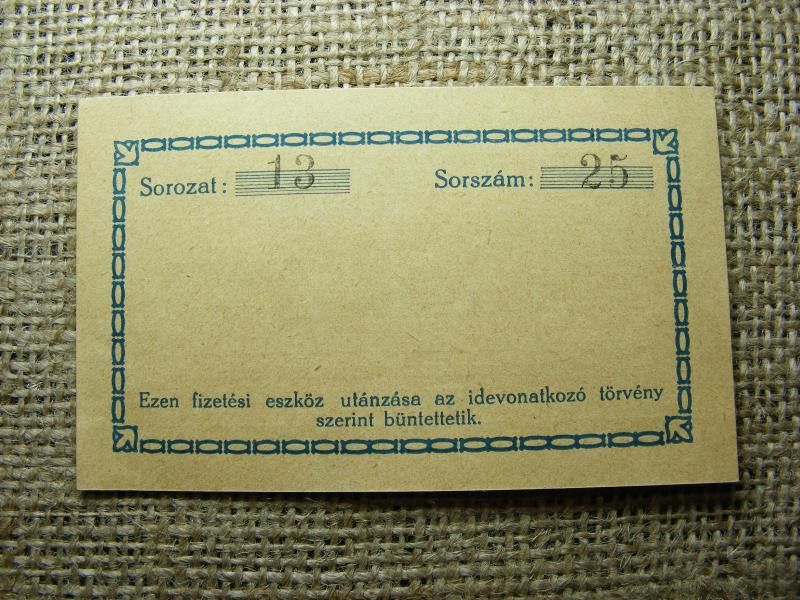 Sorozat: 13 Sorszám: 25
Ezen fizetési eszköz utánzása az idevonatkozó törvény
szerint büntettetik.